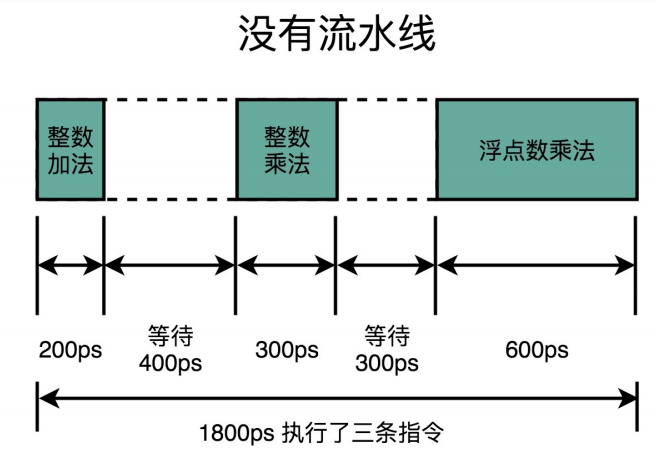 没有流水线
整数
加法
整数
乘法
浮点数乘法
200ps
等待
400ps
300ps
等待
300ps
600ps
1800ps 执行了三条指令